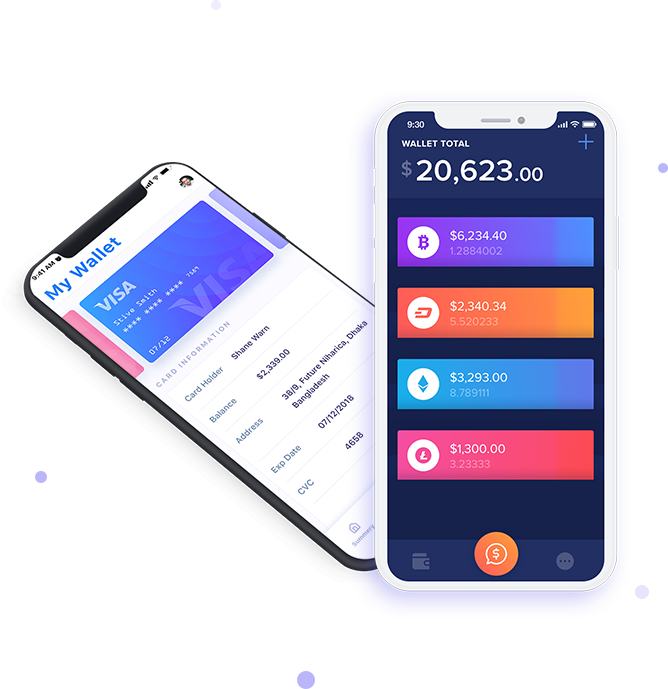 9:41 AM
My Wallet
VISA
VISA
Stive Smith
**** **** **** 7689
07/12
CARD INFORMATION
Card Holder
Shane Warn
Balance
$2,339.00
Address
38/9, Future Niharica, Dhaka
Bangladesh
Exp Date
07/12/2018
CVC
4658
Summery
9:30
WALLET TOTAL
$ 20,623.00
$6,234.40
1.2884002
$2,340.34
5.520233
$3,293.00
8.789111
$1,300.00
3.23333